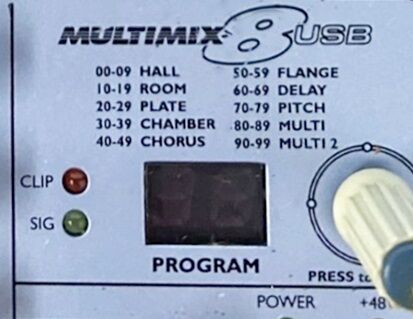 MULTIMIX 8 USB
00-09 HALL 50-59 FLANGE
10-19 ROOM 60-69 DELAY
20-29 PLATE 70-79 PITCH
30-39 CHAMBER 80-89 MULTI
40-49 CHORUS 90-99 MULTI 2
CLIP
SIG
PROGRAM
PRESS
POWER +48